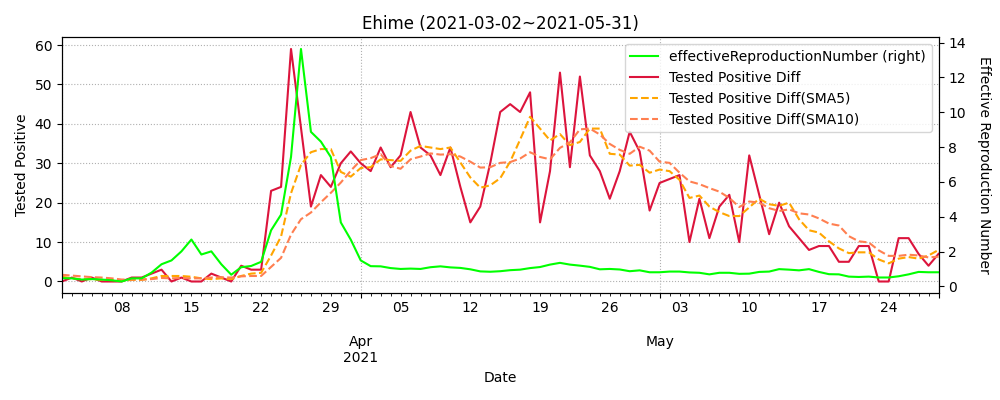 Ehime (2021-03-02~2021-05-31)
effectiveReproductionNumber (right)
Tested Positive Diff
Tested Positive Diff(SMA5)
Tested Positive Diff(SMA10)
Tested Positive
60
50
40
30
20
10
0
14
12
10
8
6
4
2
0
Effective Reproduction Number
08 15 22 29 05 12 19 26 03 10 17 24
Apr May
2021
Date